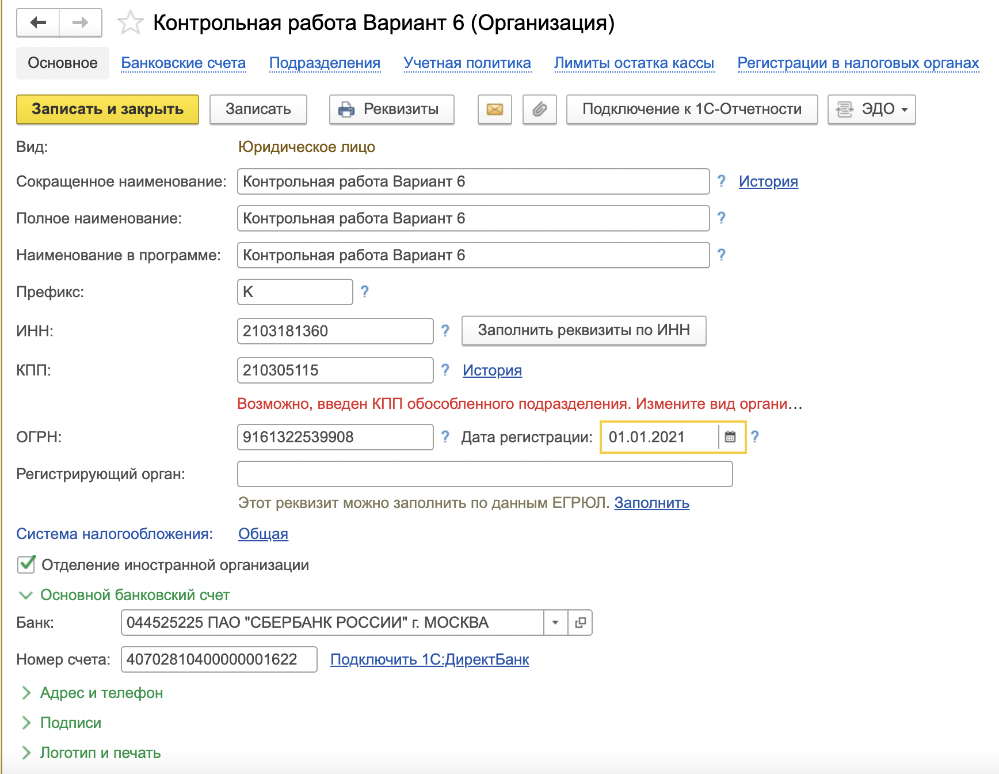 Контрольная работа Вариант 6 (Организация)
Основное Банковские счета Подразделения Учетная политика Лимиты остатка кассы Регистрации в налоговых органах
Записать и закрыть Записать Реквизиты Подключение к 1С-Отчетности ЭДО
Вид: Юридическое лицо
Сокращенное наименование: Контрольная работа Вариант 6 ? История
Полное наименование: Контрольная работа Вариант 6 ?
Наименование в программе: Контрольная работа Вариант 6 ?
Префикс: К ?
ИНН: 2103181360 ? Заполнить реквизиты по ИНН
КПП: 210305115 ? История
Возможно, введен КПП обособленного подразделения. Измените вид органи...
ОГРН: 9161322539908 ? Дата регистрации: 01.01.2021 ?
Регистрирующий орган:
Этот реквизит можно заполнить по данным ЕГРЮЛ. Заполнить
Система налогообложения: Общая
Отделение иностранной организации
Основной банковский счет
Банк: 044525225 ПАО "СБЕРБАНК РОССИИ" г. МОСКВА
Номер счета: 40702810400000001622 Подключить 1С:ДиректБанк
Адрес и телефон
Подписи
Логотип и печать